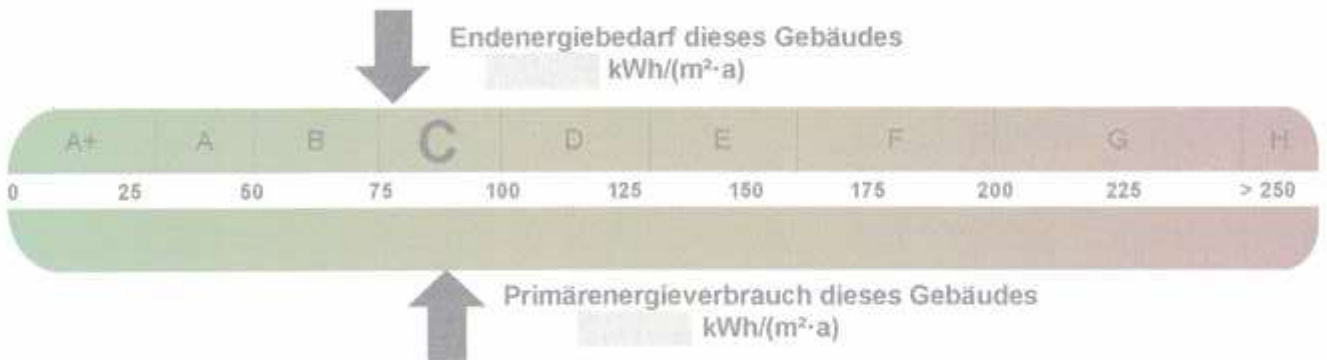 Endenergiebedarf dieses Gebäudes
kWh/(m²·a)
A+ A B C D E F G H
0 25 50 75 100 125 150 175 200 225 > 250
Primärenergieverbrauch dieses Gebäudes
kWh/(m²·a)